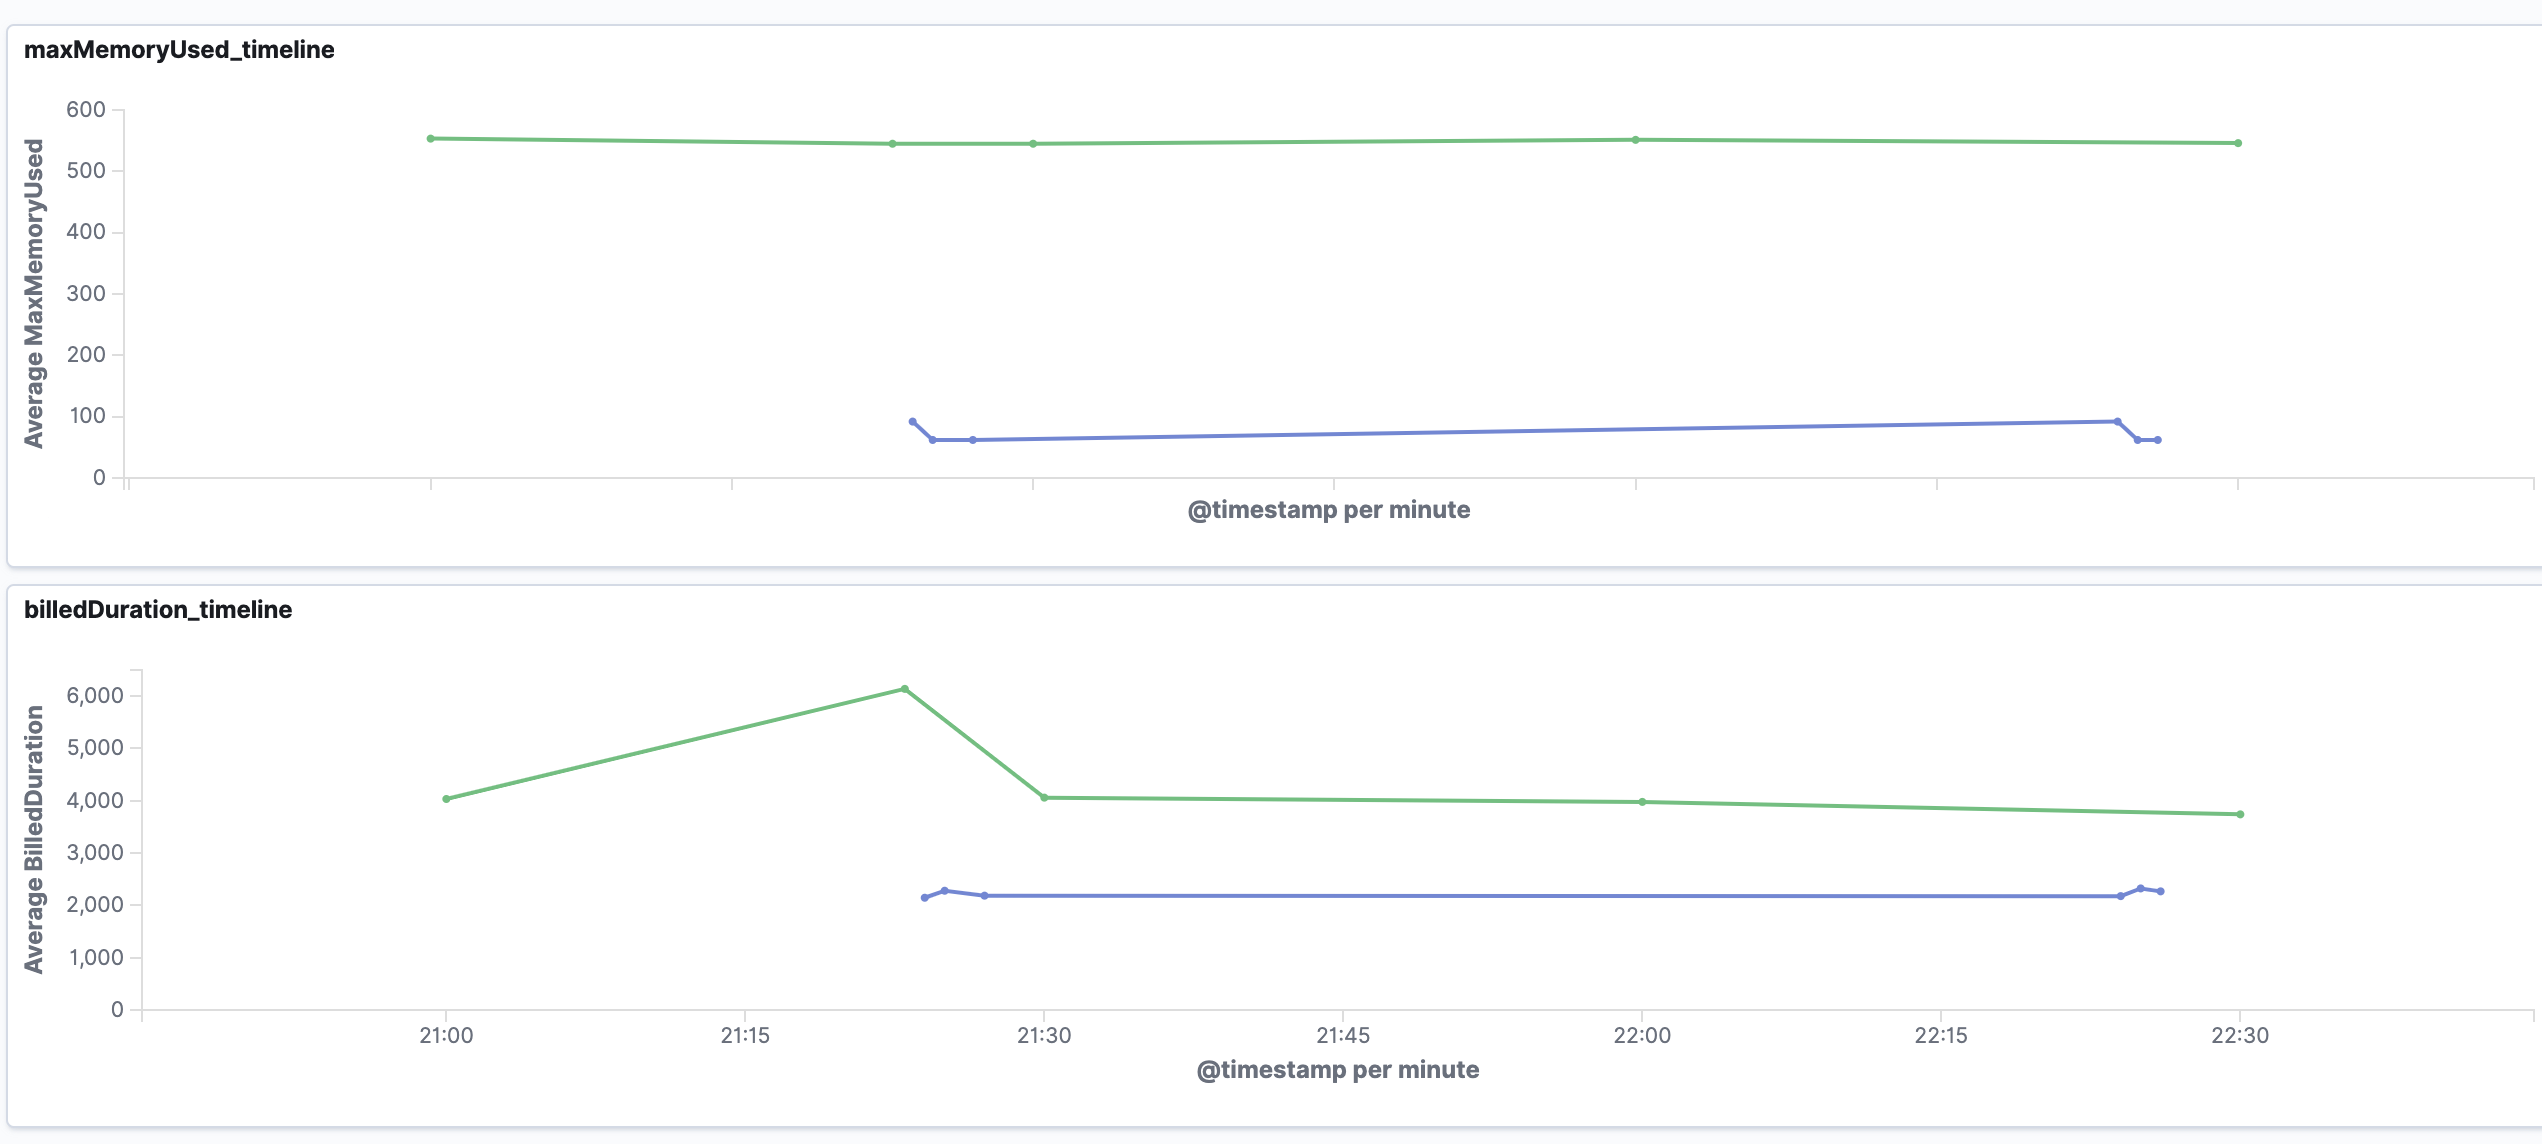 maxMemoryUsed_timeline
Average MaxMemoryUsed
600
500
400
300
200
100
0
@timestamp per minute
billedDuration_timeline
Average BilledDuration
6,000
5,000
4,000
3,000
2,000
1,000
0
21:00 21:15 21:30 21:45 22:00 22:15 22:30
@timestamp per minute